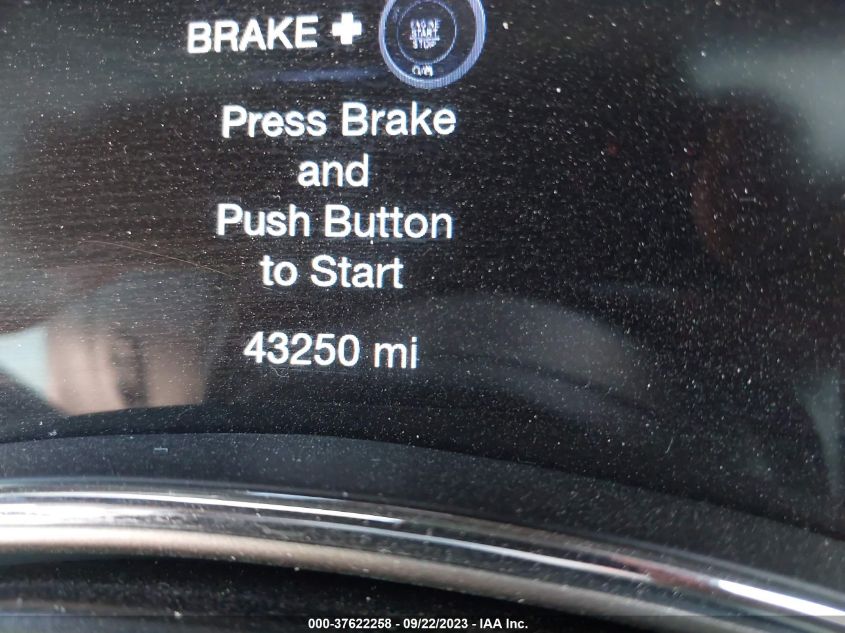 BRAKE +
ENGINE
START
STOP
Press Brake
and
Push Button
to Start
43250 mi
000-37622258 - 09/22/2023 - IAA Inc.